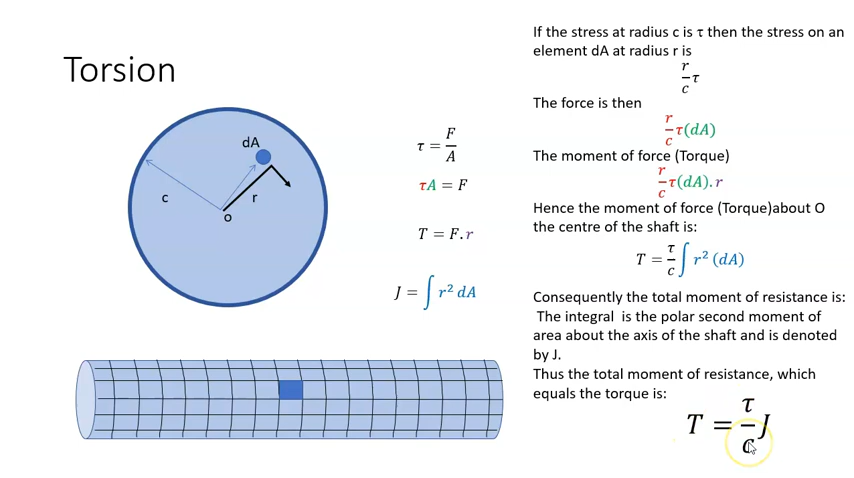 Torsion
dA
c
r
o
τ = F/A
τA = F
T = F.r
J = ∫ r² dA
If the stress at radius c is τ then the stress on an
element dA at radius r is
r/c τ
The force is then
r/c τ(dA)
The moment of force (Torque)
r/c τ(dA).r
Hence the moment of force (Torque)about O
the centre of the shaft is:
T = τ/c ∫ r² (dA)
Consequently the total moment of resistance is:
The integral is the polar second moment of
area about the axis of the shaft and is denoted
by J.
Thus the total moment of resistance, which
equals the torque is:
T = τ/c J